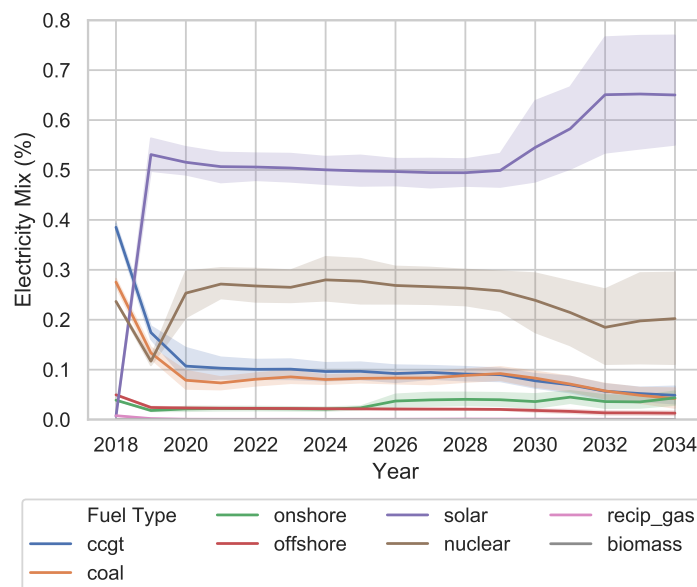 0.8
0.7
0.6
0.5
0.4
0.3
0.2
0.1
0.0
Electricity Mix (%)
2018 2020 2022 2024 2026 2028 2030 2032 2034
Year
Fuel Type onshore solar recip_gas
ccgt offshore nuclear biomass
coal